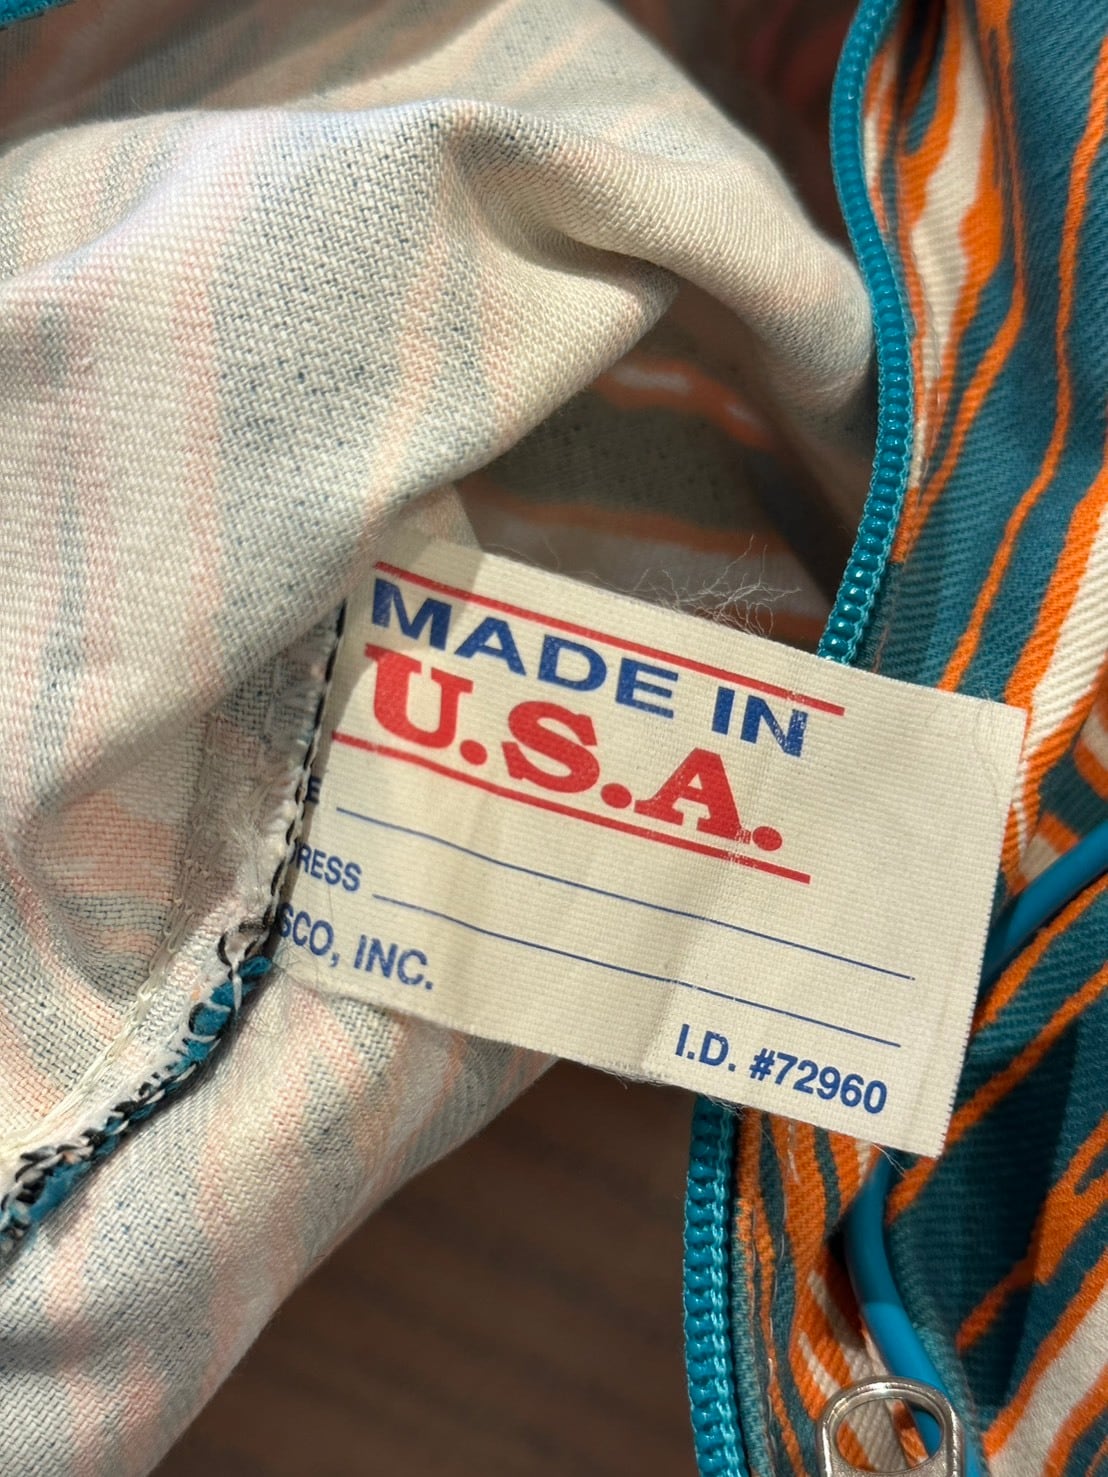 MADE IN
U.S.A.
E
RESS
SCO, INC.
I.D. #72960